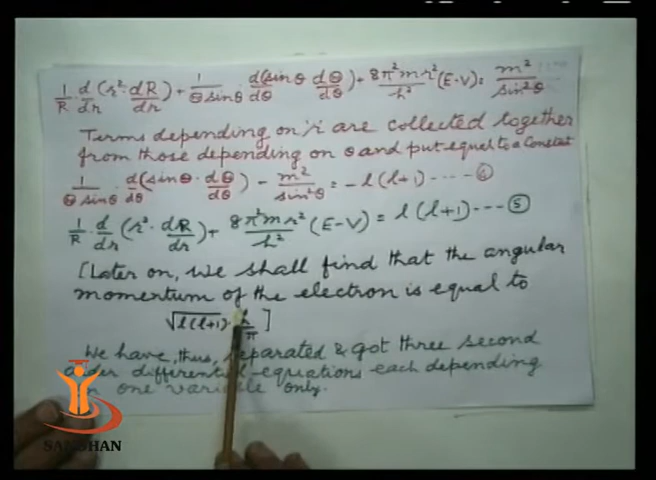 1/R d/dr (r² · dR/dr) + 1/Θ sinθ · d/dθ (sinθ dΘ/dθ) + 8π²mr²/h² (E-V) = m²/sin²θ
Terms depending on 'r' are collected together
from those depending on θ and put equal to a Constant
1/Θ sinθ · d/dθ (sinθ · dΘ/dθ) - m²/sin²θ = -l(l+1) ----
1/R · d/dr (r² · dR/dr) + 8π²mr²/h² (E-V) = l(l+1) --- ⑤
[Later on, we shall find that the angular
momentum of the electron is equal to
√l(l+1) ]
We have, thus, separated & got three second
order differential equations each depending
one variable only.
SANSHAN